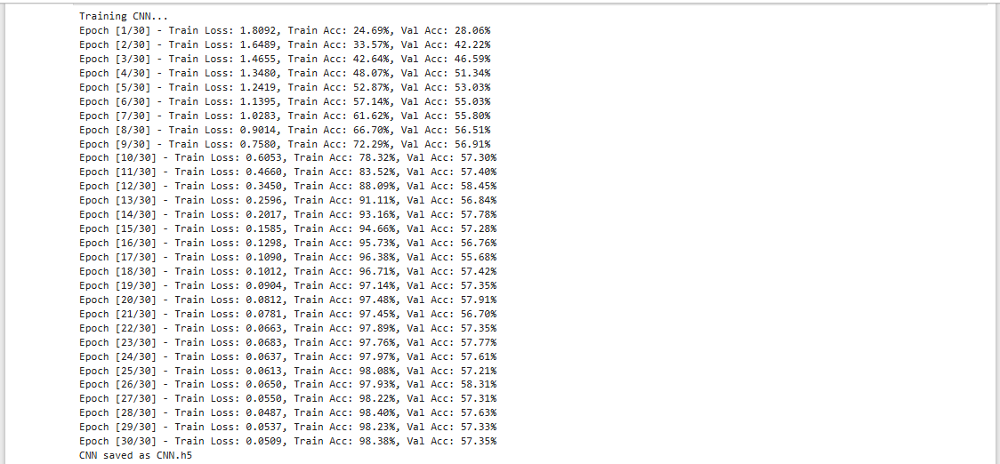 Training CNN...
Epoch [1/30] - Train Loss: 1.8092, Train Acc: 24.69%, Val Acc: 28.06%
Epoch [2/30] - Train Loss: 1.6489, Train Acc: 33.57%, Val Acc: 42.22%
Epoch [3/30] - Train Loss: 1.4655, Train Acc: 42.64%, Val Acc: 46.59%
Epoch [4/30] - Train Loss: 1.3480, Train Acc: 48.07%, Val Acc: 51.34%
Epoch [5/30] - Train Loss: 1.2419, Train Acc: 52.87%, Val Acc: 53.03%
Epoch [6/30] - Train Loss: 1.1395, Train Acc: 57.14%, Val Acc: 55.03%
Epoch [7/30] - Train Loss: 1.0283, Train Acc: 61.62%, Val Acc: 55.80%
Epoch [8/30] - Train Loss: 0.9014, Train Acc: 66.70%, Val Acc: 56.51%
Epoch [9/30] - Train Loss: 0.7580, Train Acc: 72.29%, Val Acc: 56.91%
Epoch [10/30] - Train Loss: 0.6053, Train Acc: 78.32%, Val Acc: 57.30%
Epoch [11/30] - Train Loss: 0.4660, Train Acc: 83.52%, Val Acc: 57.40%
Epoch [12/30] - Train Loss: 0.3450, Train Acc: 88.09%, Val Acc: 58.45%
Epoch [13/30] - Train Loss: 0.2596, Train Acc: 91.11%, Val Acc: 56.84%
Epoch [14/30] - Train Loss: 0.2017, Train Acc: 93.16%, Val Acc: 57.78%
Epoch [15/30] - Train Loss: 0.1585, Train Acc: 94.66%, Val Acc: 57.28%
Epoch [16/30] - Train Loss: 0.1298, Train Acc: 95.73%, Val Acc: 56.76%
Epoch [17/30] - Train Loss: 0.1090, Train Acc: 96.38%, Val Acc: 55.68%
Epoch [18/30] - Train Loss: 0.1012, Train Acc: 96.71%, Val Acc: 57.42%
Epoch [19/30] - Train Loss: 0.0904, Train Acc: 97.14%, Val Acc: 57.35%
Epoch [20/30] - Train Loss: 0.0812, Train Acc: 97.48%, Val Acc: 57.91%
Epoch [21/30] - Train Loss: 0.0781, Train Acc: 97.45%, Val Acc: 56.70%
Epoch [22/30] - Train Loss: 0.0663, Train Acc: 97.89%, Val Acc: 57.35%
Epoch [23/30] - Train Loss: 0.0683, Train Acc: 97.76%, Val Acc: 57.77%
Epoch [24/30] - Train Loss: 0.0637, Train Acc: 97.97%, Val Acc: 57.61%
Epoch [25/30] - Train Loss: 0.0613, Train Acc: 98.08%, Val Acc: 57.21%
Epoch [26/30] - Train Loss: 0.0650, Train Acc: 97.93%, Val Acc: 58.31%
Epoch [27/30] - Train Loss: 0.0550, Train Acc: 98.22%, Val Acc: 57.31%
Epoch [28/30] - Train Loss: 0.0487, Train Acc: 98.40%, Val Acc: 57.63%
Epoch [29/30] - Train Loss: 0.0537, Train Acc: 98.23%, Val Acc: 57.33%
Epoch [30/30] - Train Loss: 0.0509, Train Acc: 98.38%, Val Acc: 57.35%
CNN saved as CNN.h5